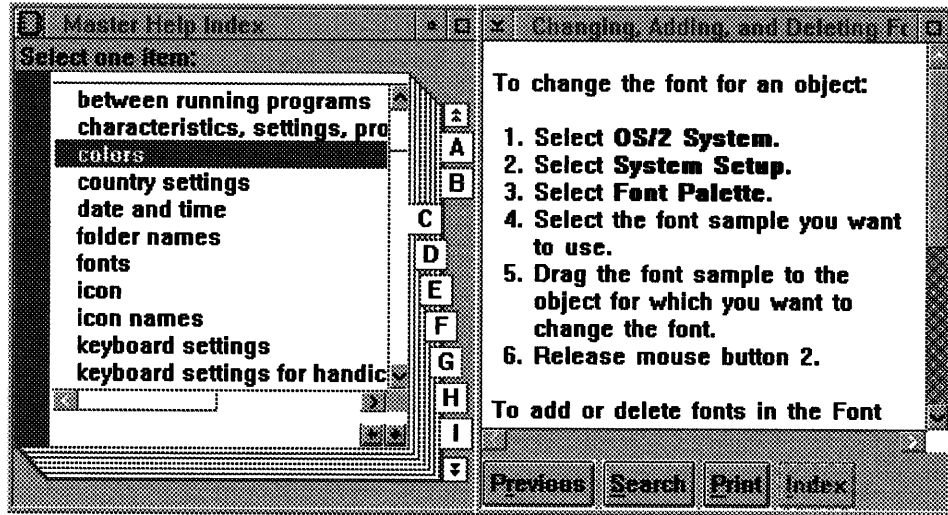 Master Help Index
Select one item:
between running programs
characteristics, settings, pro
colors
country settings
date and time
folder names
fonts
icon
icon names
keyboard settings
keyboard settings for handic
A
B
C
D
E
F
G
H
I
Changing, Adding, and Deleting Fo
To change the font for an object:
1. Select OS/2 System.
2. Select System Setup.
3. Select Font Palette.
4. Select the font sample you want
to use.
5. Drag the font sample to the
object for which you want to
change the font.
6. Release mouse button 2.
To add or delete fonts in the Font
Previous Search Print Index